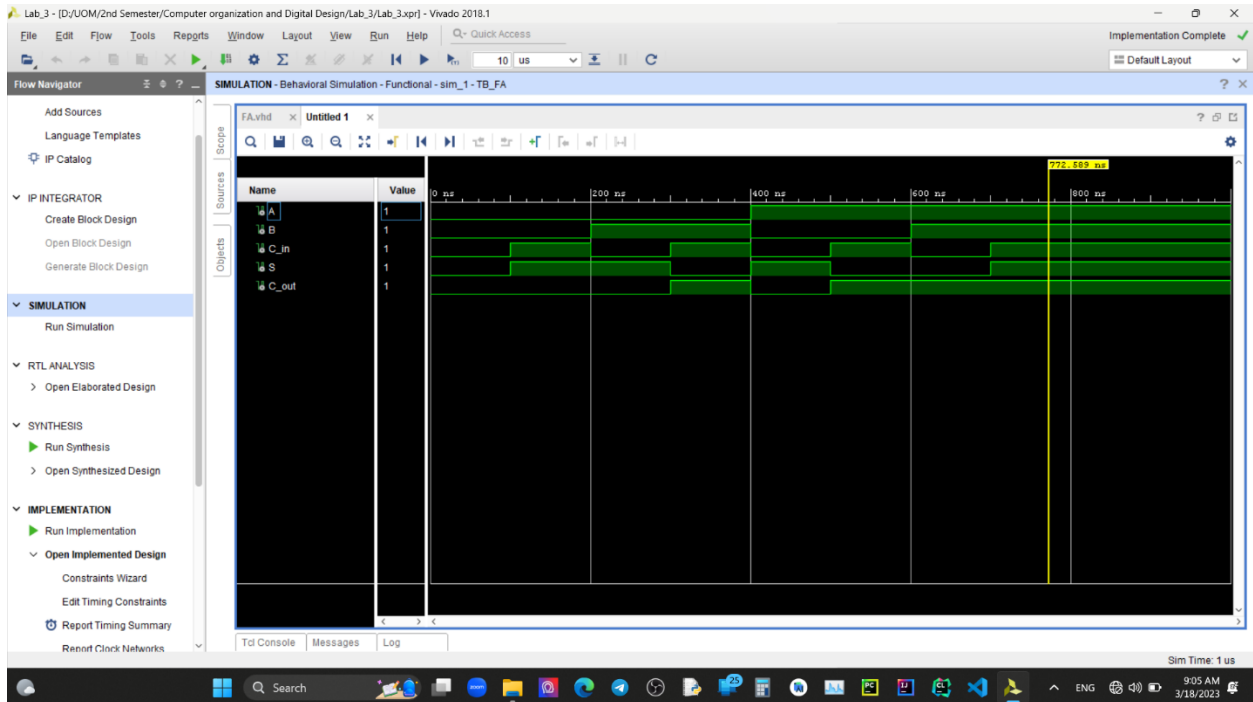 Lab_3 - [D:/UOM/2nd Semester/Computer organization and Digital Design/Lab_3/Lab_3.xpr] - Vivado 2018.1
File Edit Flow Tools Reports Window Layout View Run Help Q- Quick Access
Implementation Complete
10 us
Default Layout
Flow Navigator
SIMULATION - Behavioral Simulation - Functional - sim_1 - TB_FA
Add Sources
Language Templates
IP Catalog
IP INTEGRATOR
Create Block Design
Open Block Design
Generate Block Design
SIMULATION
Run Simulation
RTL ANALYSIS
Open Elaborated Design
SYNTHESIS
Run Synthesis
Open Synthesized Design
IMPLEMENTATION
Run Implementation
Open Implemented Design
Constraints Wizard
Edit Timing Constraints
Report Timing Summary
Report Clock Networks
Scope
Sources
Objects
FA.vhd
Untitled 1
772.589 ns
Name Value
0 ns 200 ns 400 ns 600 ns 800 ns
A 1
B 1
C_in 1
S 1
C_out 1
Tcl Console Messages Log
Sim Time: 1 us
Search
zoom
25
PC
IJ
CL
ENG
9:05 AM
3/18/2023